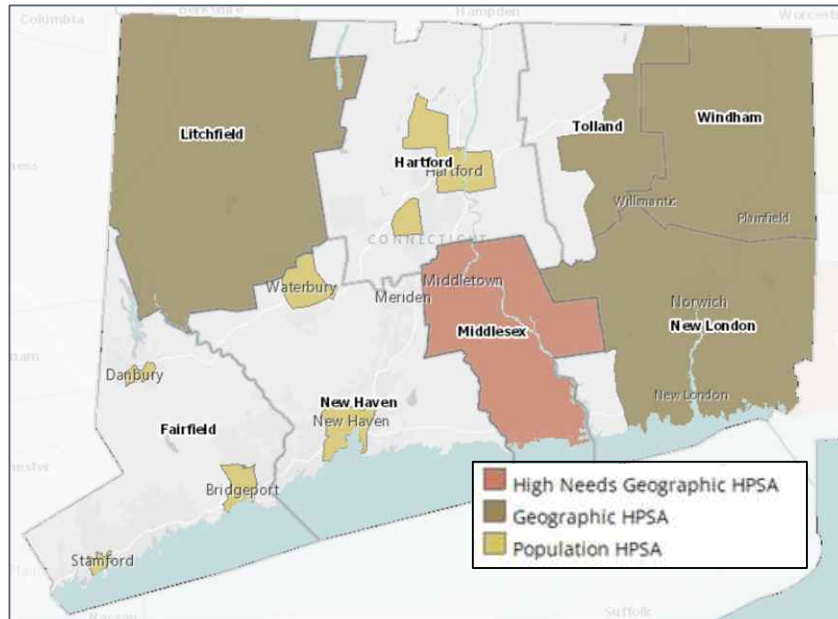 Columbia
Berkshire
Hampden
Worcester
Litchfield
Tolland
Windham
Hartford
Hartford
Willimantic
Plainfield
CONNECTICUT
Waterbury
Meriden
Middletown
Norwich
Middlesex
New London
Danbury
New London
New Haven
New Haven
Fairfield
Bridgeport
High Needs Geographic HPSA
Geographic HPSA
Population HPSA
Stamford
Nassau
Suffolk